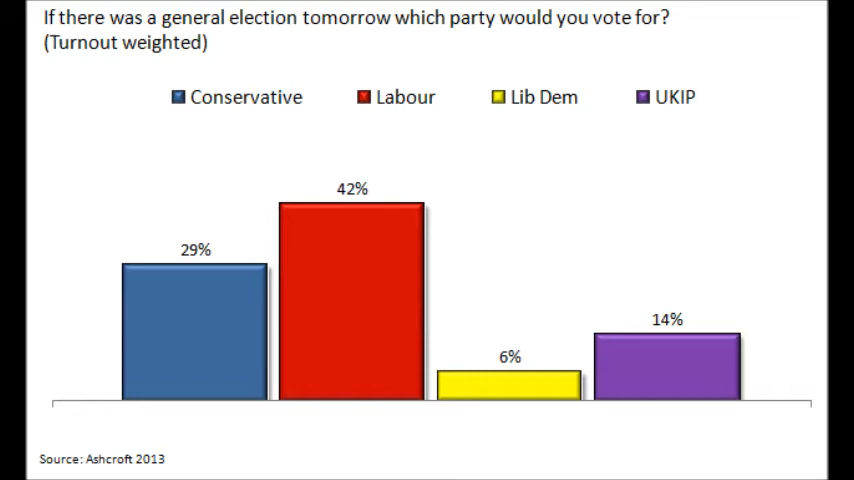 If there was a general election tomorrow which party would you vote for?
(Turnout weighted)
Conservative Labour Lib Dem UKIP
42%
29%
14%
6%
Source: Ashcroft 2013